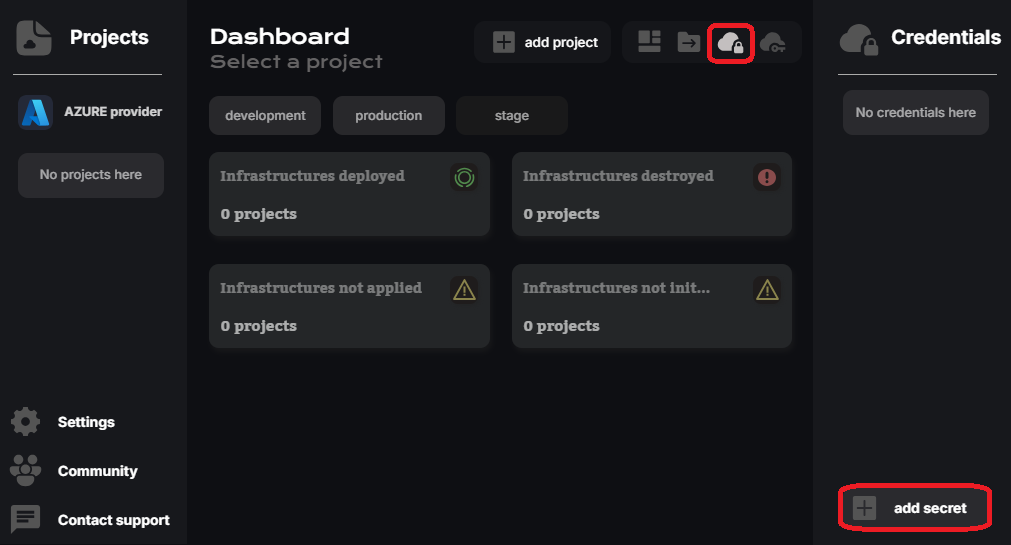 Projects
AZURE provider
No projects here
Settings
Community
Contact support
Dashboard
Select a project
add project
development
production
stage
Infrastructures deployed
0 projects
Infrastructures destroyed
0 projects
Infrastructures not applied
0 projects
Infrastructures not init...
0 projects
Credentials
No credentials here
add secret